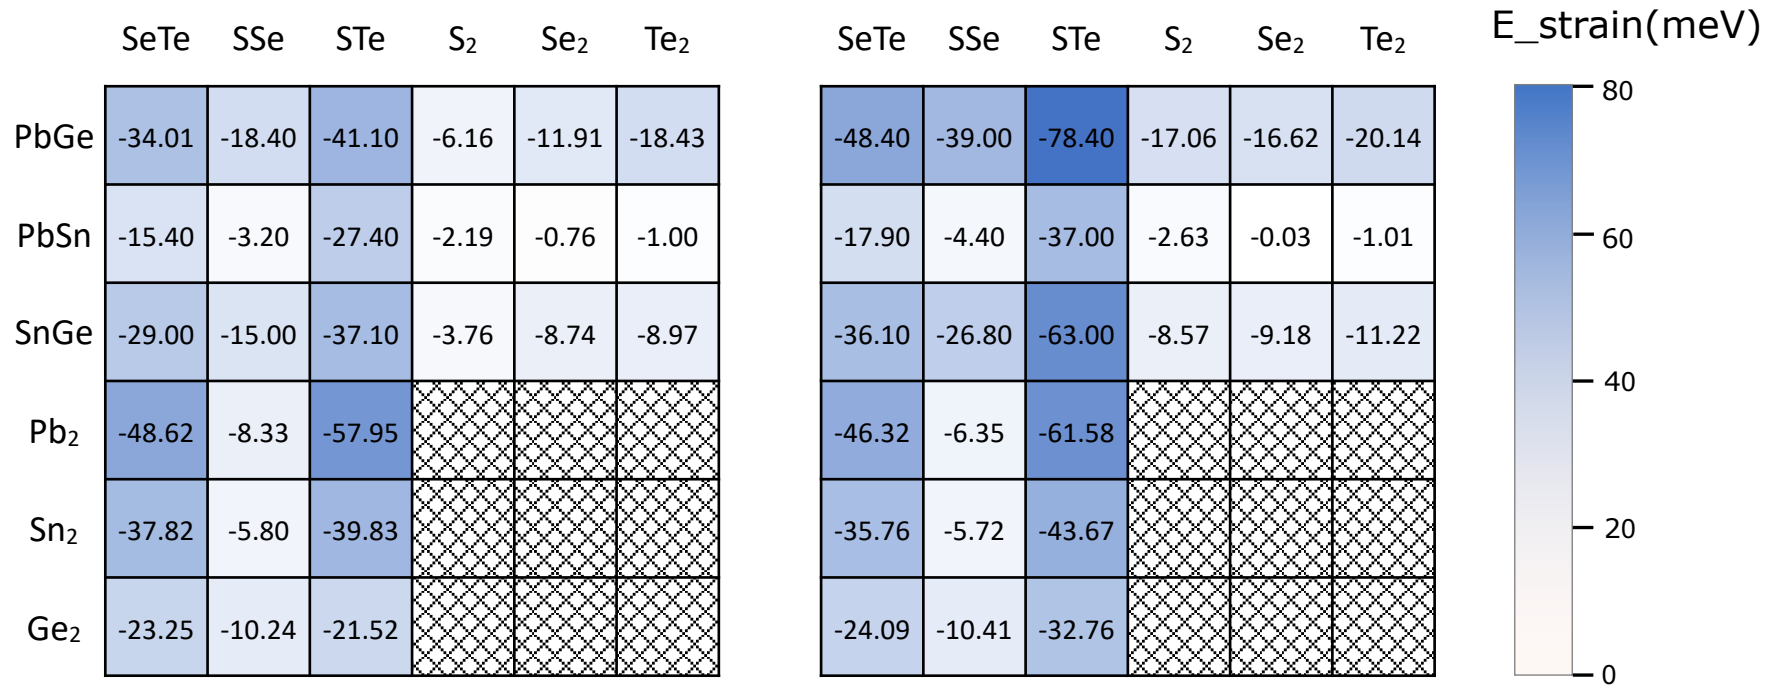 E_strain(meV)
SeTe SSe STe S₂ Se₂ Te₂ SeTe SSe STe S₂ Se₂ Te₂
80
PbGe -34.01 -18.40 -41.10 -6.16 -11.91 -18.43 -48.40 -39.00 -78.40 -17.06 -16.62 -20.14
PbSn -15.40 -3.20 -27.40 -2.19 -0.76 -1.00 -17.90 -4.40 -37.00 -2.63 -0.03 -1.01
60
SnGe -29.00 -15.00 -37.10 -3.76 -8.74 -8.97 -36.10 -26.80 -63.00 -8.57 -9.18 -11.22
40
Pb₂ -48.62 -8.33 -57.95 -46.32 -6.35 -61.58
Sn₂ -37.82 -5.80 -39.83 -35.76 -5.72 -43.67
20
Ge₂ -23.25 -10.24 -21.52 -24.09 -10.41 -32.76
0